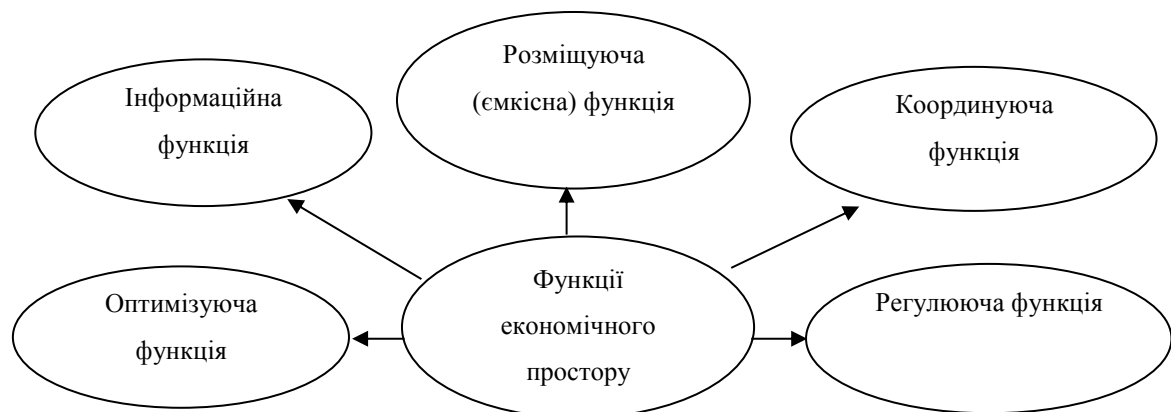 Розміщуюча
(ємкісна) функція
Інформаційна
функція
Координуюча
функція
Функції
економічного
простору
Оптимізуюча
функція
Регулююча функція